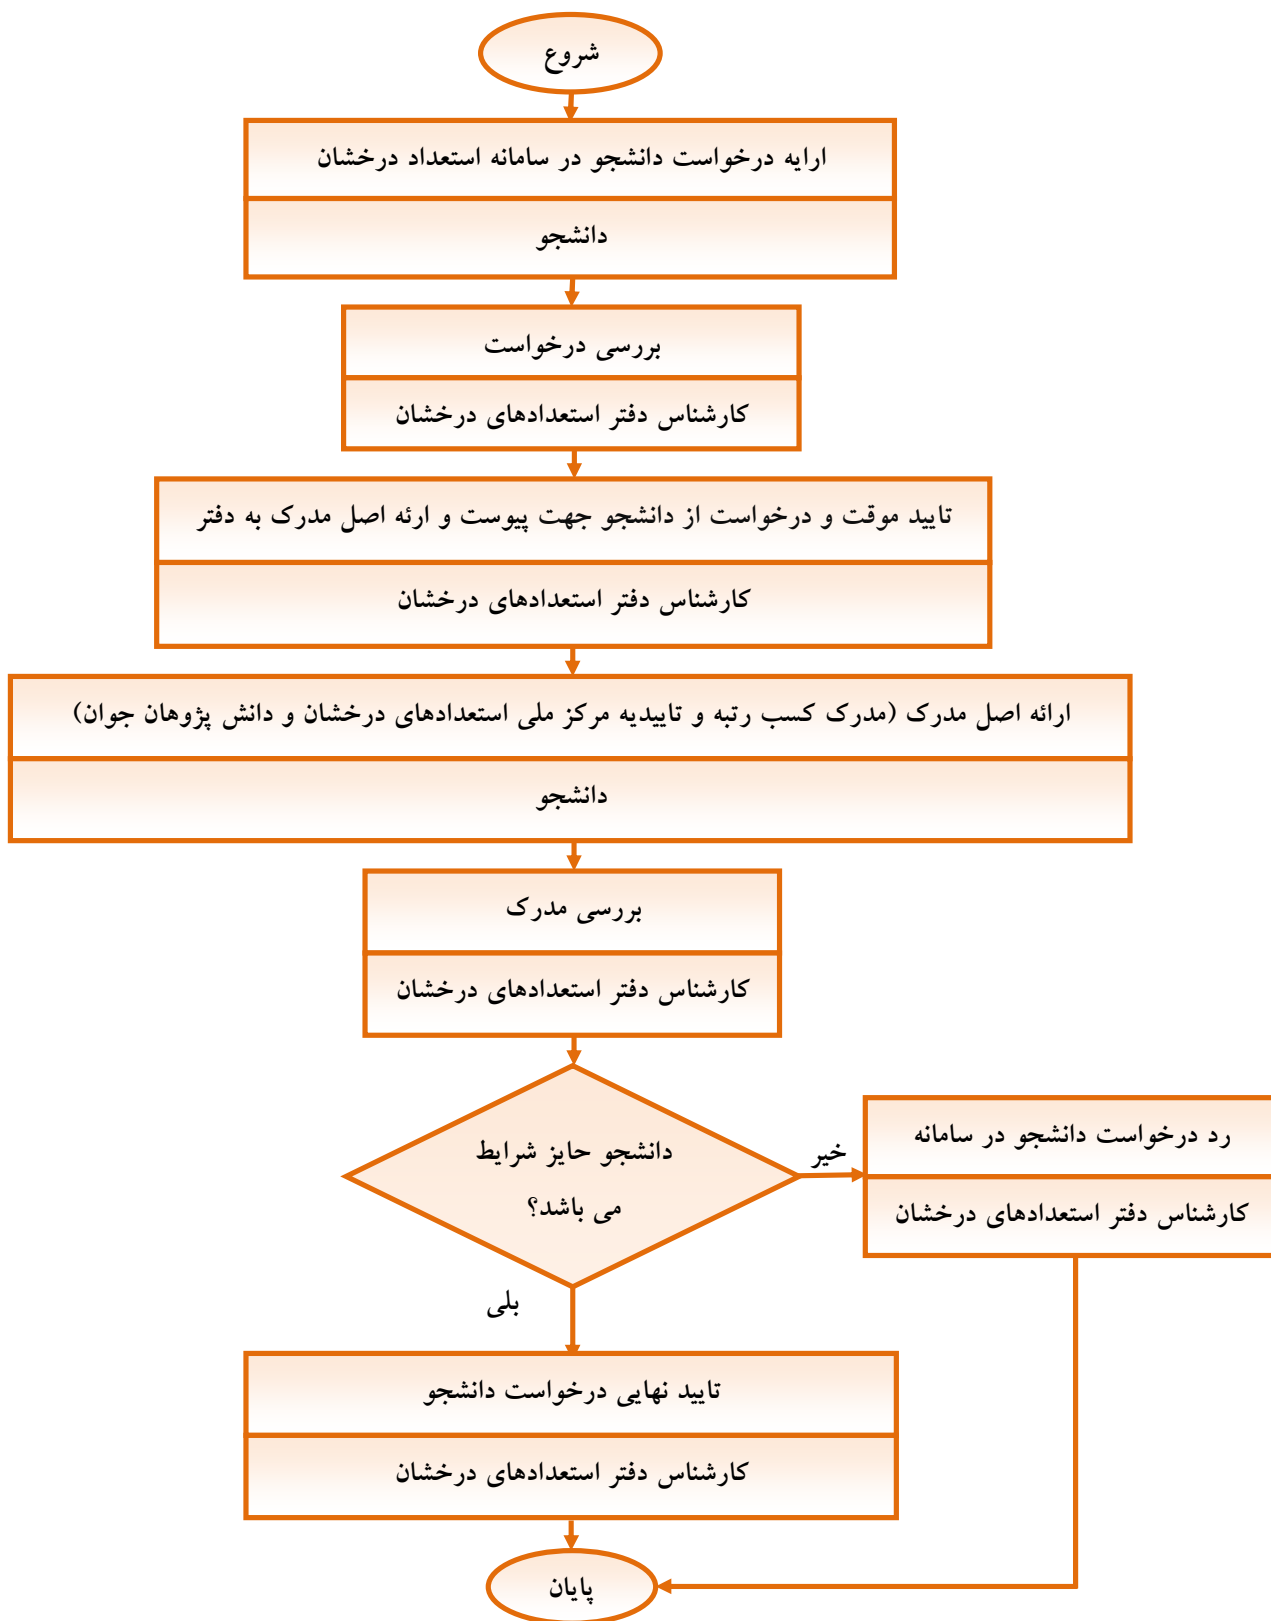 شروع
ارایه درخواست دانشجو در سامانه استعداد درخشان
دانشجو
بررسی درخواست
کارشناس دفتر استعدادهای درخشان
تایید موقت و درخواست از دانشجو جهت پیوست و ارئه اصل مدرک به دفتر
کارشناس دفتر استعدادهای درخشان
ارائه اصل مدرک (مدرک کسب رتبه و تاییدیه مرکز ملی استعدادهای درخشان و دانش پژوهان جوان)
دانشجو
بررسی مدرک
کارشناس دفتر استعدادهای درخشان
دانشجو حایز شرایط
می باشد؟
خیر
رد درخواست دانشجو در سامانه
کارشناس دفتر استعدادهای درخشان
بلی
تایید نهایی درخواست دانشجو
کارشناس دفتر استعدادهای درخشان
پایان